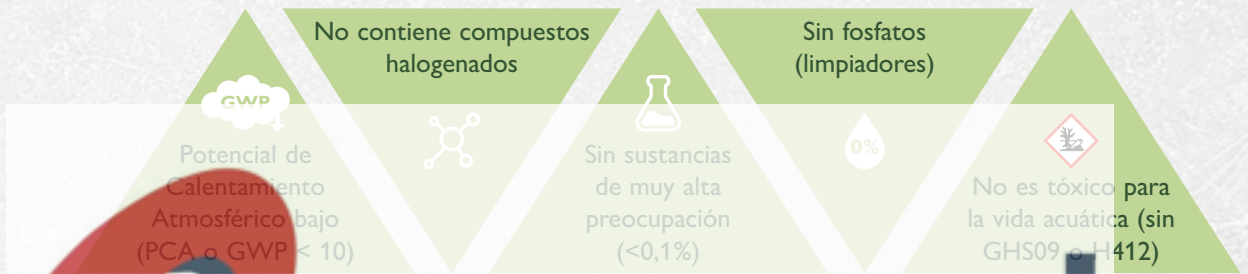 No contiene compuestos
halogenados
Sin fosfatos
(limpiadores)
GWP
0%
Potencial de
Calentamiento
Atmosférico bajo
(PCA o GWP < 10)
Sin sustancias
de muy alta
preocupación
(<0,1%)
No es tóxico para
la vida acuática (sin
GHS09 o H412)